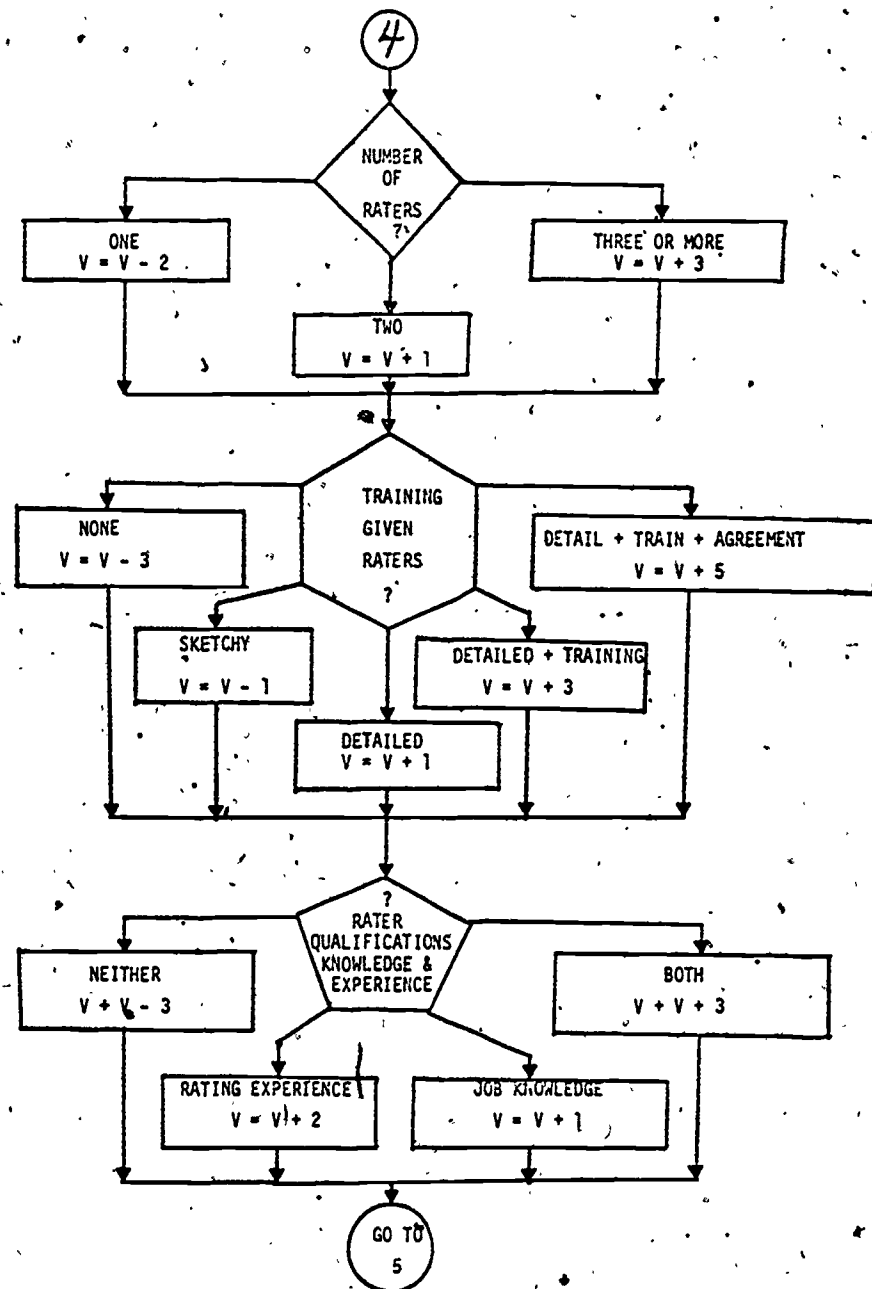 4
NUMBER
OF
RATERS
?
ONE
V = V - 2
THREE OR MORE
V = V + 3
TWO
V = V + 1
TRAINING
GIVEN
RATERS
?
NONE
V = V - 3
DETAIL + TRAIN + AGREEMENT
V = V + 5
SKETCHY
V = V - 1
DETAILED + TRAINING
V = V + 3
DETAILED
V = V + 1
?
RATER
QUALIFICATIONS
KNOWLEDGE &
EXPERIENCE
NEITHER
V + V - 3
BOTH
V + V + 3
RATING EXPERIENCE
V = V + 2
JOB KNOWLEDGE
V = V + 1
GO TO
5